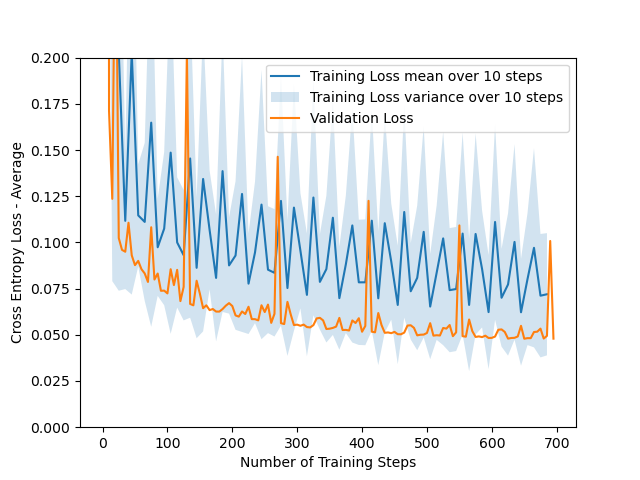 Training Loss mean over 10 steps
Training Loss variance over 10 steps
Validation Loss
Cross Entropy Loss - Average
0.200
0.175
0.150
0.125
0.100
0.075
0.050
0.025
0.000
0 100 200 300 400 500 600 700
Number of Training Steps